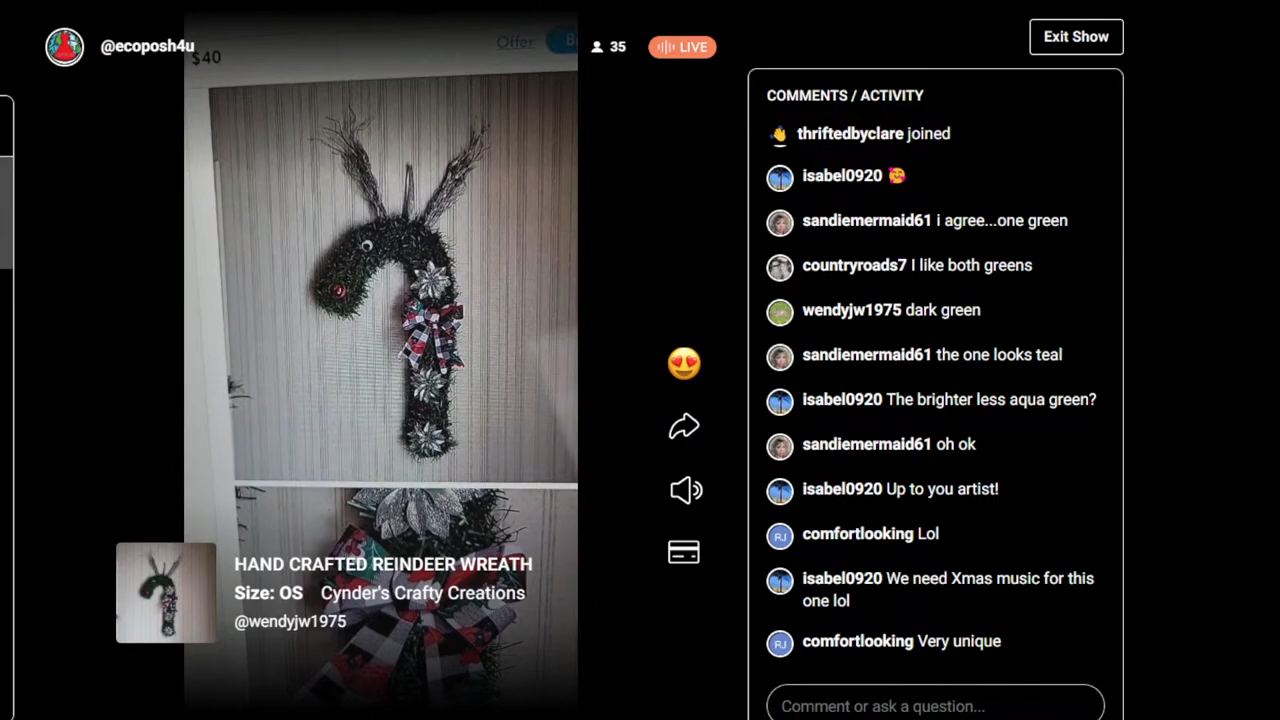 @ecoposh4u
$40
Offer
35
LIVE
Exit Show
COMMENTS / ACTIVITY
thriftedbyclare joined
isabel0920 🥰
sandiemermaid61 i agree...one green
countryroads7 I like both greens
wendyjw1975 dark green
sandiemermaid61 the one looks teal
isabel0920 The brighter less aqua green?
sandiemermaid61 oh ok
isabel0920 Up to you artist!
RJ comfortlooking Lol
isabel0920 We need Xmas music for this
one lol
RJ comfortlooking Very unique
Comment or ask a question...
HAND CRAFTED REINDEER WREATH
Size: OS Cynder's Crafty Creations
@wendyjw1975